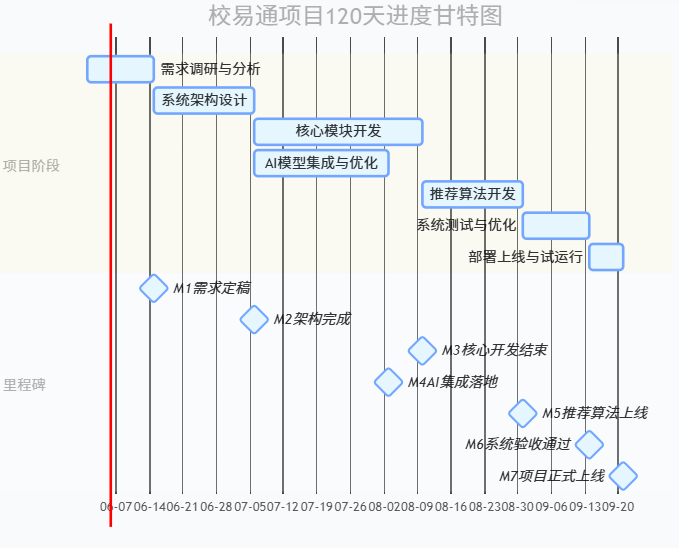 校易通项目120天进度甘特图
项目阶段
需求调研与分析
系统架构设计
核心模块开发
AI模型集成与优化
推荐算法开发
系统测试与优化
部署上线与试运行
里程碑
M1需求定稿
M2架构完成
M3核心开发结束
M4AI集成落地
M5推荐算法上线
M6系统验收通过
M7项目正式上线
06-07 06-14 06-21 06-28 07-05 07-12 07-19 07-26 08-02 08-09 08-16 08-23 08-30 09-06 09-13 09-20